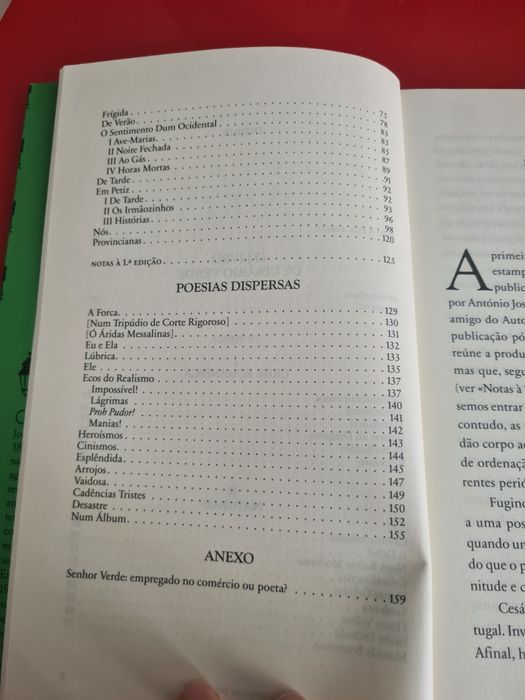 Frígida 75
De Verão 78
O Sentimento Dum Ocidental 83
I Ave-Marias 83
II Noite Fechada 85
III Ao Gás 87
IV Horas Mortas 89
De Tarde 91
Em Petiz 92
I De Tarde 92
II Os Irmãozinhos 93
III Histórias 96
Nós 98
Provincianas 120
NOTAS À 1.ª EDIÇÃO 125
POESIAS DISPERSAS
A Forca 129
[Num Tripúdio de Corte Rigoroso] 130
[Ó Áridas Messalinas] 131
Eu e Ela 132
Lúbrica 133
Ele 135
Ecos do Realismo 137
Impossível! 137
Lágrimas 140
Prob Pudor! 141
Manias! 142
Heroísmos 143
Cinismos 144
Esplêndida 145
Arrojos 147
Vaidosa 149
Cadências Tristes 150
Desastre 152
Num Álbum 155
ANEXO
Senhor Verde: empregado no comércio ou poeta? 159
A primei
estamp
public
por António Jos
amigo do Auto
publicação pó
reúne a produ
mas que, segu
(ver «Notas à
semos entrar
contudo, as
dão corpo ao
de ordenaçã
rentes perió
Fugind
a uma pos
quando um
do que o p
nitude e c
Cesá
tugal. Inv
Afinal, h